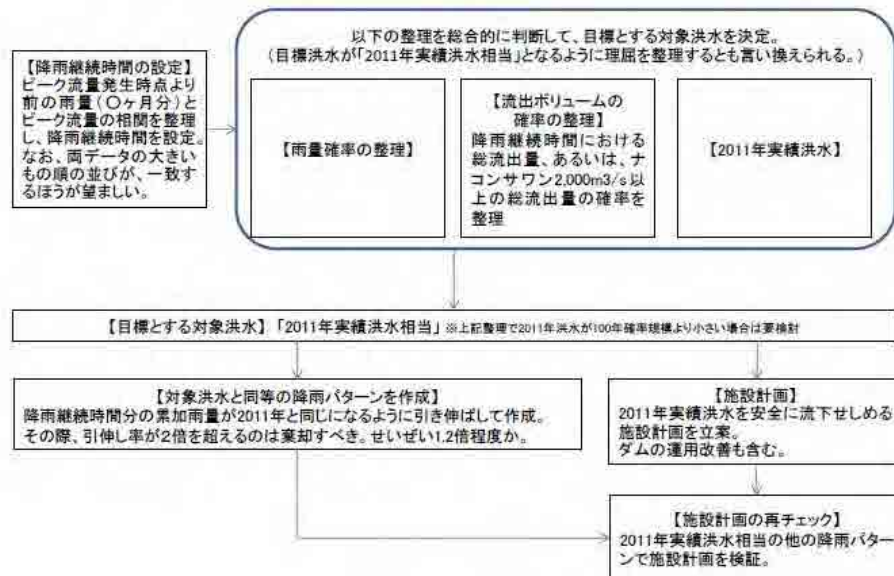 以下の整理を総合的に判断して、目標とする対象洪水を決定。
(目標洪水が「2011年実績洪水相当」となるように理屈を整理するとも言い換えられる。)
【降雨継続時間の設定】
ピーク流量発生時点より
前の雨量(〇ヶ月分)と
ピーク流量の相関を整理
し、降雨継続時間を設定。
なお、両データの大きい
もの順の並びが、一致す
るほうが望ましい。
【雨量確率の整理】
【流出ボリュームの
確率の整理】
降雨継続時間における
総流出量、あるいは、ナ
コンサワン2,000m3/s以
上の総流出量の確率を
整理
【2011年実績洪水】
【目標とする対象洪水】「2011年実績洪水相当」※上記整理で2011年洪水が100年確率規模より小さい場合は要検討
【対象洪水と同等の降雨パターンを作成】
降雨継続時間分の累加雨量が2011年と同じになるように引き伸ばして作成。
その際、引伸し率が2倍を超えるのは棄却すべき。せいぜい1.2倍程度か。
【施設計画】
2011年実績洪水を安全に流下せしめる
施設計画を立案。
ダムの運用改善も含む。
【施設計画の再チェック】
2011年実績洪水相当の他の降雨パター
ンで施設計画を検証。